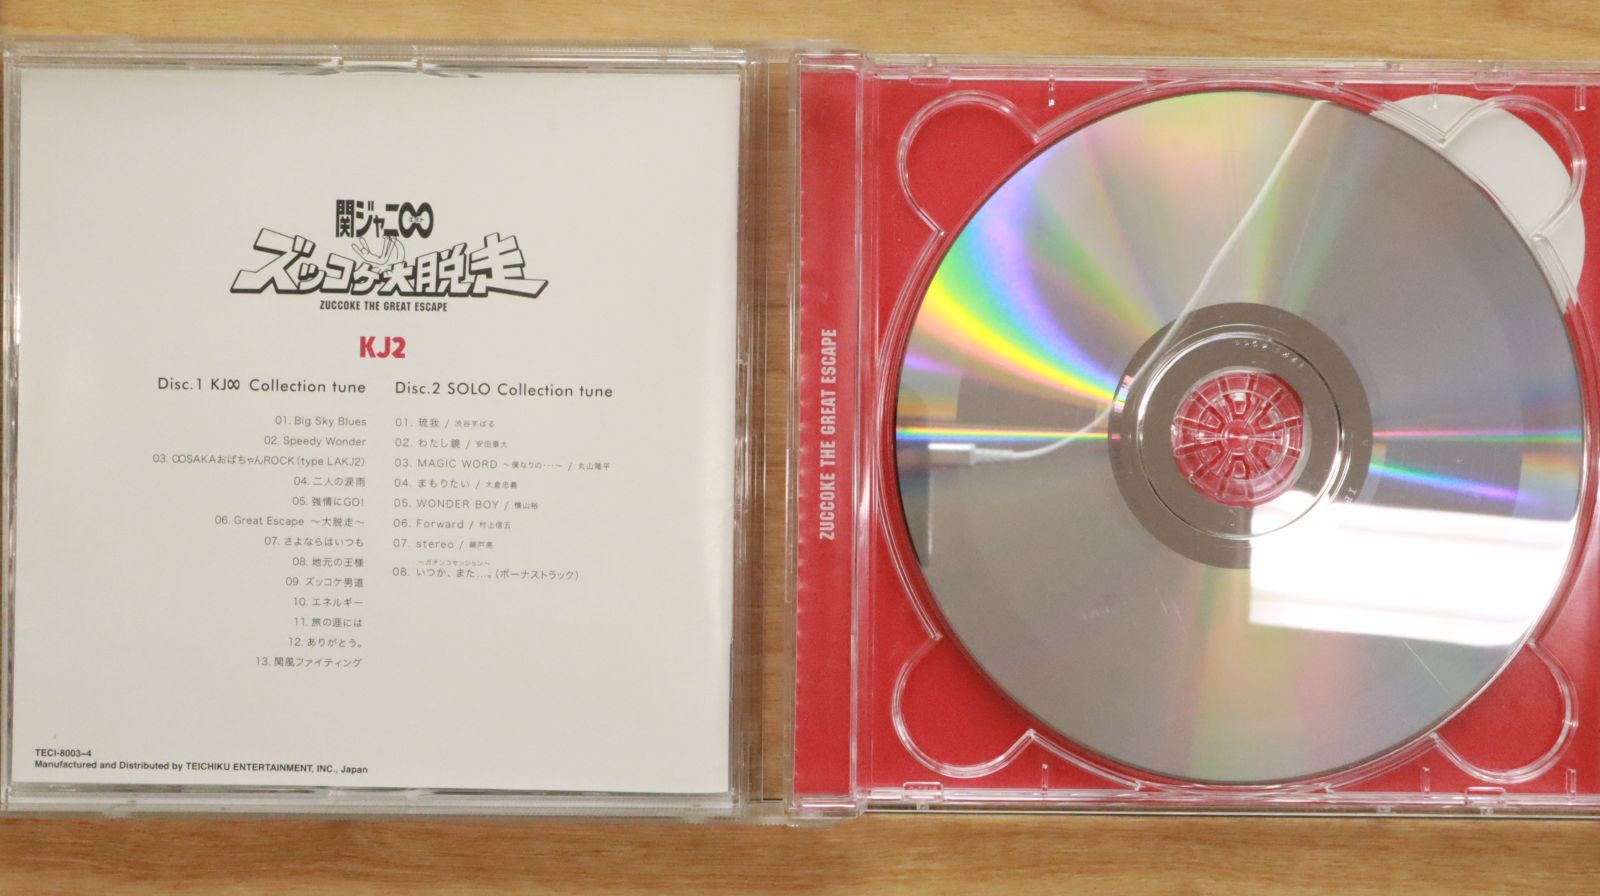 関ジャニ∞
エイト
ズッコケ大脱走
ZUCCOKE THE GREAT ESCAPE
KJ2
Disc.1 KJ∞ Collection tune
01. Big Sky Blues
02. Speedy Wonder
03. ∞SAKAおばちゃんROCK(type LAKJ2)
04. 二人の涙雨
05. 強情にGO!
06. Great Escape ～大脱走～
07. さよならはいつも
08. 地元の王様
09. ズッコケ男道
10. エネルギー
11. 旅の涯には
12. ありがとう。
13. 関風ファイティング
Disc.2 SOLO Collection tune
01. 琉我 / 渋谷すばる
02. わたし鏡 / 安田章大
03. MAGIC WORD ～僕なりの・・・～ / 丸山隆平
04. まもりたい / 大倉忠義
05. WONDER BOY / 横山裕
06. Forward / 村上信五
07. stereo / 錦戸亮
～ガチンコセッション～
08. いつか、また…。(ボーナストラック)
TECI-8003–4
Manufactured and Distributed by TEICHIKU ENTERTAINMENT, INC., Japan
ZUCCOKE THE GREAT ESCAPE